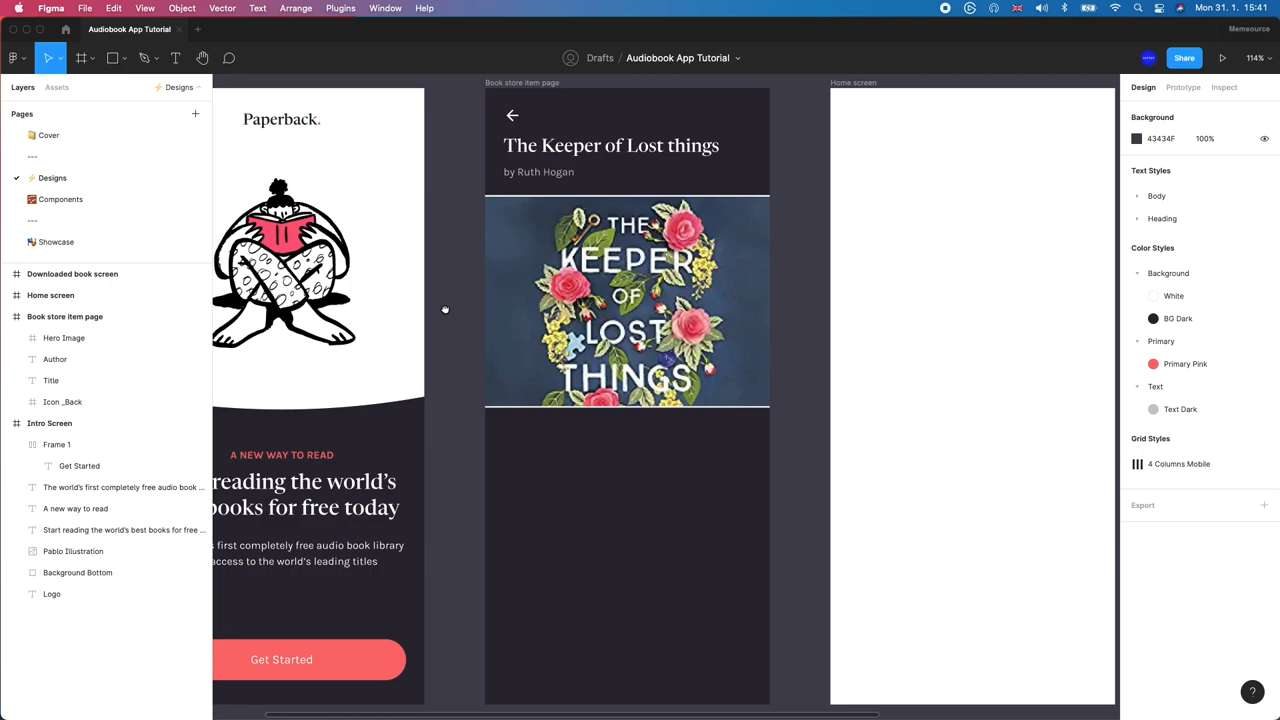 Figma
File
Edit
View
Object
Vector
Text
Arrange
Plugins
Window
Help
Audiobook App Tutorial
Memsource
Drafts / Audiobook App Tutorial
Share
114%
Layers
Assets
⚡ Designs
Pages
Cover
---
⚡ Designs
Components
---
Showcase
Downloaded book screen
Home screen
Book store item page
Hero Image
Author
Title
Icon _Back
Intro Screen
Frame 1
Get Started
The world's first completely free audio book ...
A new way to read
Start reading the world's best books for free ...
Pablo Illustration
Background Bottom
Logo
Paperback.
A NEW WAY TO READ
reading the world's
books for free today
s first completely free audio book library
access to the world's leading titles
Get Started
Book store item page
The Keeper of Lost things
by Ruth Hogan
THE
KEEPER
OF
LOST
THINGS
Home screen
Design
Prototype
Inspect
Background
43434F
100%
Text Styles
Body
Heading
Color Styles
Background
White
BG Dark
Primary
Primary Pink
Text
Text Dark
Grid Styles
4 Columns Mobile
Export
?